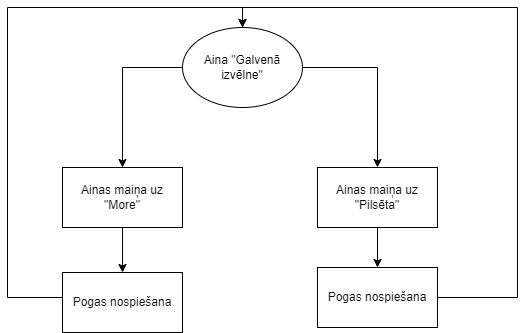 Aina "Galvenā
izvēlne"
Ainas maiņa uz
"More"
Ainas maiņa uz
"Pilsēta"
Pogas nospiešana
Pogas nospiešana